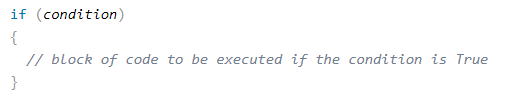 if (condition)
{
  // block of code to be executed if the condition is True
}